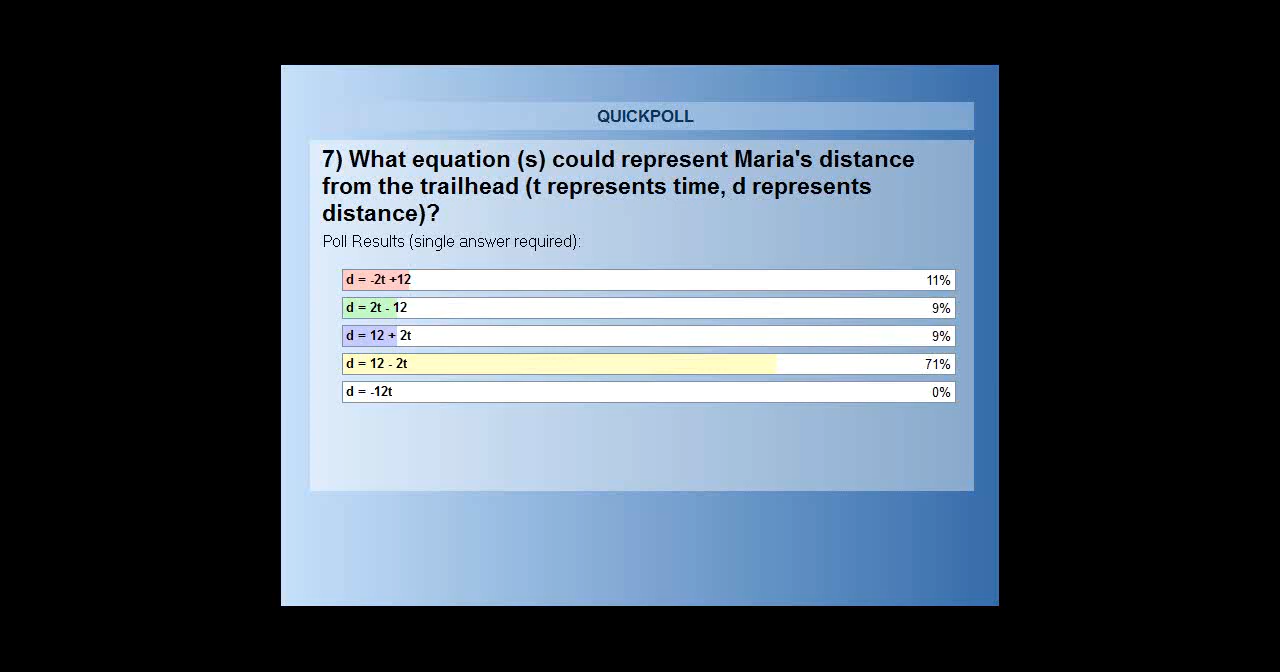 QUICKPOLL
7) What equation (s) could represent Maria's distance
from the trailhead (t represents time, d represents
distance)?
Poll Results (single answer required):
d = -2t +12 11%
d = 2t - 12 9%
d = 12 + 2t 9%
d = 12 - 2t 71%
d = -12t 0%